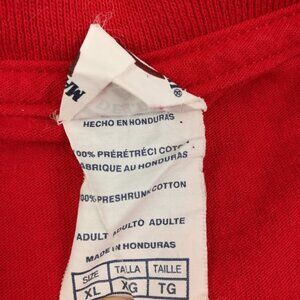 HECHO EN HONDURAS
100% PRÉRÉTRÉCI COTO
FABRIQUE AU HONDURAS
100% PRESHRUNK COTTON
ADULT ADULTO ADULTE
MADE IN HONDURAS
SIZE TALLA TAILLE
XL XG TG